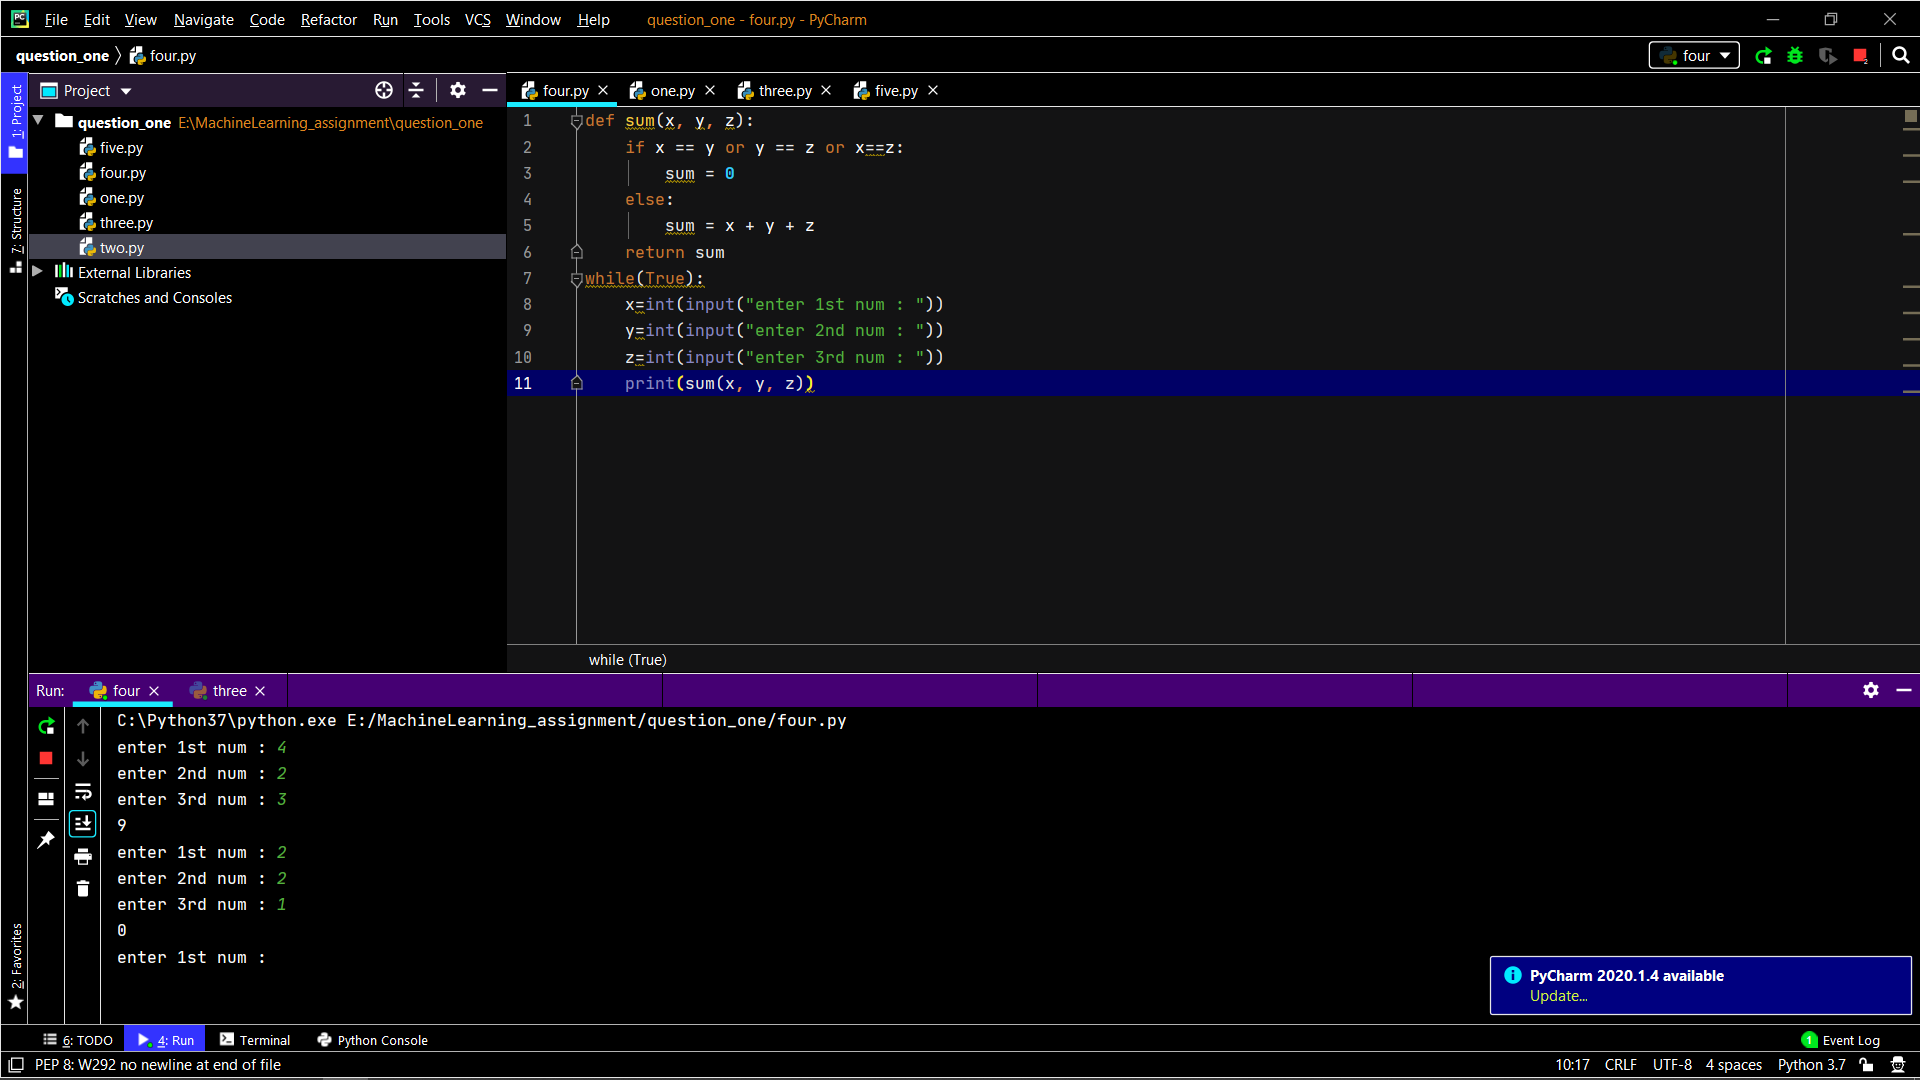 File Edit View Navigate Code Refactor Run Tools VCS Window Help question_one - four.py - PyCharm
question_one four.py
four
1: Project
Project
four.py one.py three.py five.py
question_one E:\MachineLearning_assignment\question_one
five.py
four.py
one.py
three.py
two.py
External Libraries
Scratches and Consoles
7: Structure
1 def sum(x, y, z):
2 if x == y or y == z or x==z:
3 sum = 0
4 else:
5 sum = x + y + z
6 return sum
7 while(True):
8 x=int(input("enter 1st num : "))
9 y=int(input("enter 2nd num : "))
10 z=int(input("enter 3rd num : "))
11 print(sum(x, y, z))
while (True)
Run: four three
C:\Python37\python.exe E:/MachineLearning_assignment/question_one/four.py
enter 1st num : 4
enter 2nd num : 2
enter 3rd num : 3
9
enter 1st num : 2
enter 2nd num : 2
enter 3rd num : 1
0
enter 1st num :
2: Favorites
PyCharm 2020.1.4 available
Update...
6: TODO 4: Run Terminal Python Console 1 Event Log
PEP 8: W292 no newline at end of file 10:17 CRLF UTF-8 4 spaces Python 3.7